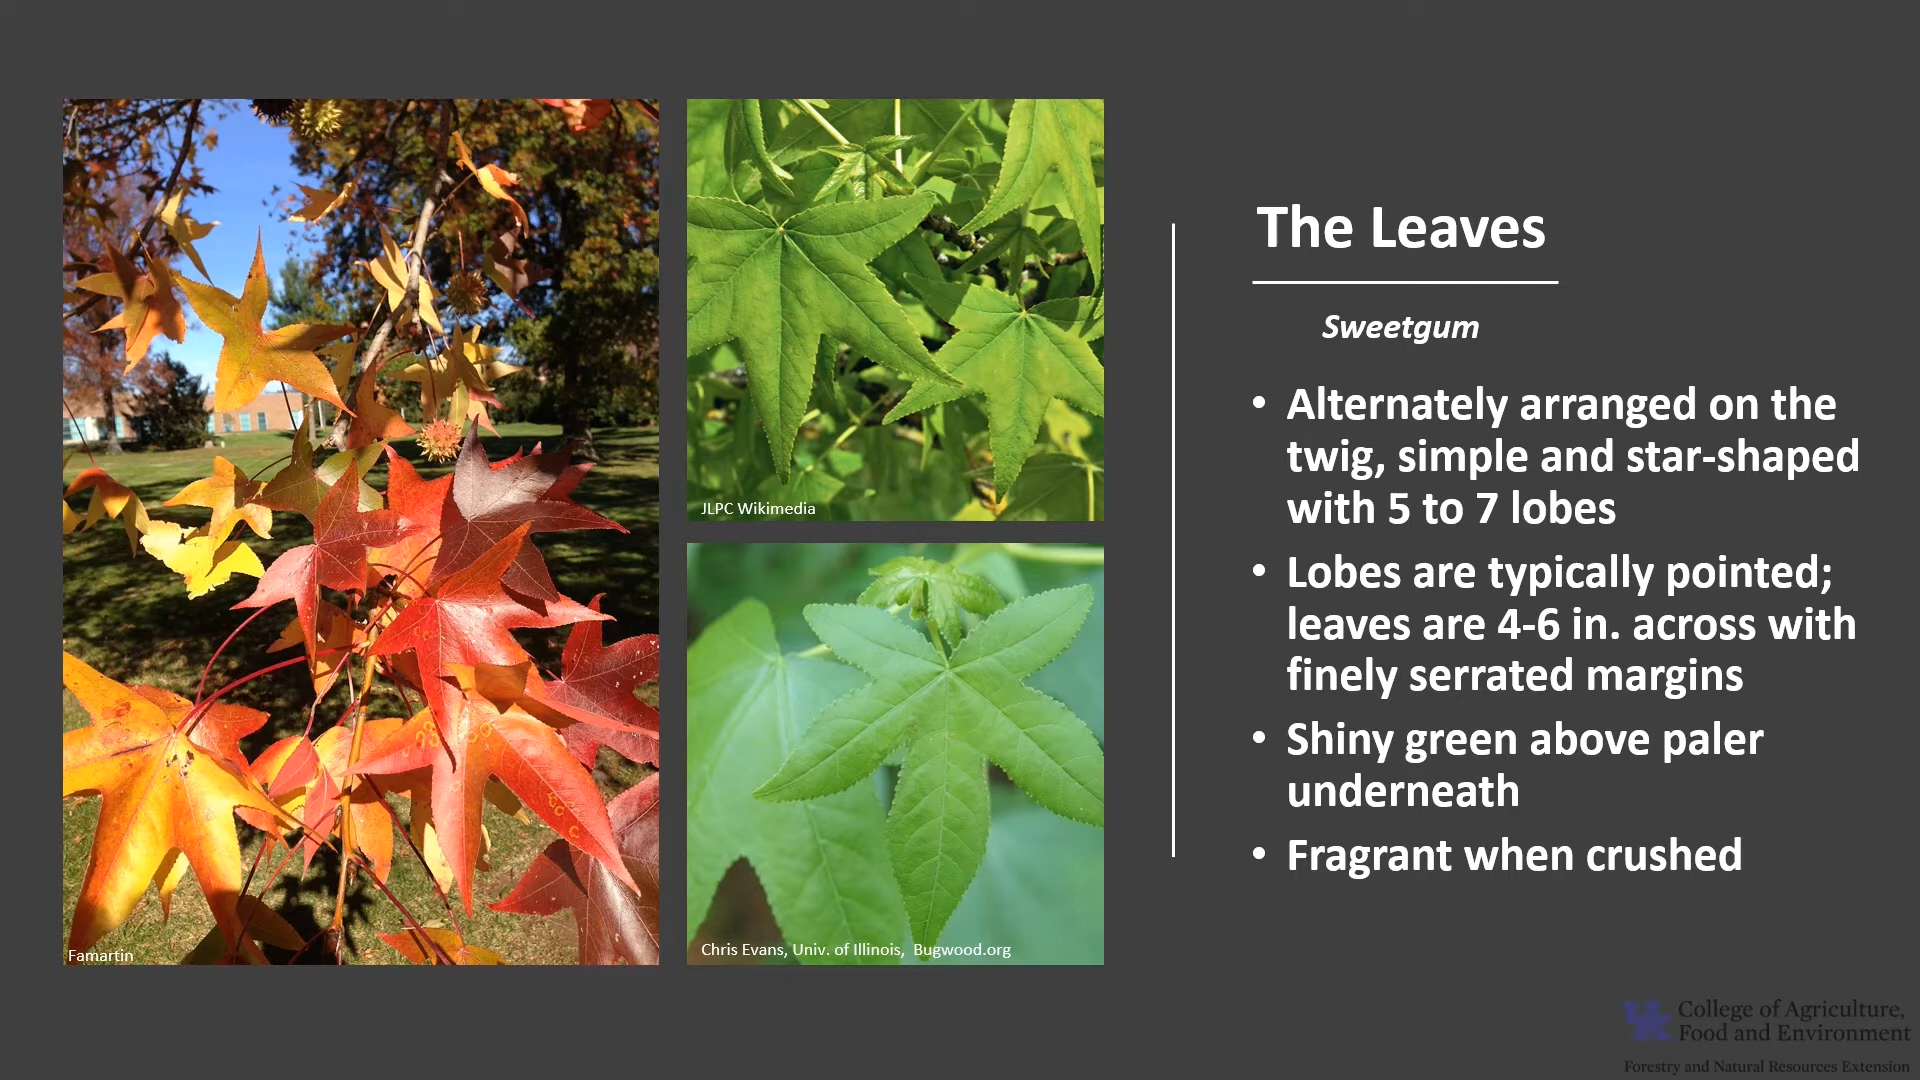 The Leaves
Sweetgum
• Alternately arranged on the
twig, simple and star-shaped
with 5 to 7 lobes
• Lobes are typically pointed;
leaves are 4-6 in. across with
finely serrated margins
• Shiny green above paler
underneath
• Fragrant when crushed
JLPC Wikimedia
Chris Evans, Univ. of Illinois, Bugwood.org
Famartin
UK College of Agriculture,
Food and Environment
Forestry and Natural Resources Extension